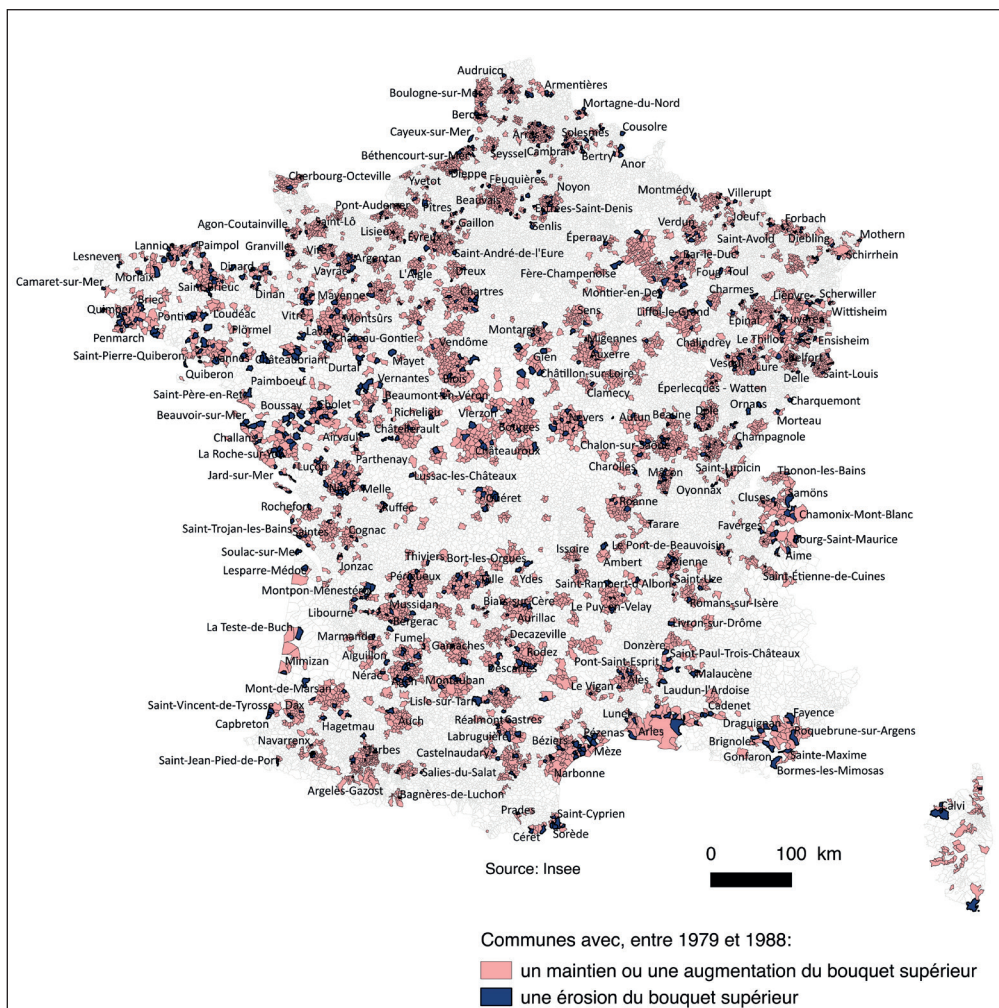 Audruicq
Armentières
Boulogne-sur-Mer
Mortagne-du-Nord
Berck
Cousolre
Cayeux-sur-Mer
Arras
Solesmes
Seyssel
Cambrai
Béthencourt-sur-Mer
Bertry
Anor
Dieppe
Feuquières
Cherbourg-Octeville
Yvetot
Noyon
Montmédy
Villerupt
Pont-Audemer
Pitres
Beauvais
Estrées-Saint-Denis
Joeuf
Forbach
Agon-Coutainville
Saint-Lô
Gaillon
Verdun
Mothern
Lisieux
Senlis
Saint-Avold
Diebling
Lannion
Paimpol
Granville
Évreux
Épernay
Schirrhein
Lesneven
Vire
Saint-André-de-l'Eure
Bar-le-Duc
Dinard
Argentan
Morlaix
Vayrac
L'Aigle
Dreux
Fère-Champenoise
Foug
Toul
Camaret-sur-Mer
Saint-Brieuc
Charmes
Lièpvre
Scherwiller
Briec
Dinan
Mayenne
Chartres
Montier-en-Der
Quimper
Loudéac
Vitré
Sens
Liffol-le-Grand
Wittisheim
Pontivy
Montsûrs
Épinal
Bruyères
Penmarch
Plörmel
Laval
Montargis
Migennes
Chalindrey
Le Thillot
Ensisheim
Château-Gontier
Vendôme
Saint-Pierre-Quiberon
Auxerre
Vannes
Châteaubriant
Mayet
Gien
Vesoul
Lure
Belfort
Quiberon
Durtal
Blois
Châtillon-sur-Loire
Delle
Saint-Louis
Paimboeuf
Vernantes
Clamecy
Éperlecques - Watten
Saint-Père-en-Retz
Beaumont-en-Véron
Ornans
Charquemont
Boussay
Cholet
Richelieu
Vierzon
Beauvoir-sur-Mer
Nevers
Autun
Beaune
Dole
Morteau
Bourges
Châtellerault
Challans
Airvault
Chalon-sur-Saône
Champagnole
Châteauroux
La Roche-sur-Yon
Parthenay
Charolles
Luçon
Lussac-les-Châteaux
Mâcon
Saint-Lupicin
Thonon-les-Bains
Jard-sur-Mer
Niort
Melle
Oyonnax
Guéret
Cluses
Samöns
Rochefort
Ruffec
Roanne
Chamonix-Mont-Blanc
Saint-Trojan-les-Bains
Saintes
Cognac
Tarare
Faverges
Bourg-Saint-Maurice
Soulac-sur-Mer
Issoire
Le Pont-de-Beauvoisin
Aime
Jonzac
Thiviers
Bort-les-Orgues
Ambert
Vienne
Lesparre-Médoc
Saint-Étienne-de-Cuines
Périgueux
Tulle
Ydes
Saint-Rambert-d'Albon
Saint-Uze
Montpon-Ménestérol
Mussidan
Biars-sur-Cère
Le Puy-en-Velay
Romans-sur-Isère
Libourne
Bergerac
Aurillac
Livron-sur-Drôme
La Teste-de-Buch
Decazeville
Marmande
Fumel
Gamaches
Donzère
Aiguillon
Rodez
Saint-Paul-Trois-Châteaux
Mimizan
Pont-Saint-Esprit
Nérac
Descartes
Malaucène
Agen
Montauban
Alès
Mont-de-Marsan
Le Vigan
Laudun-l'Ardoise
Saint-Vincent-de-Tyrosse
Dax
Lisle-sur-Tarn
Cadenet
Capbreton
Auch
Réalmont
Castres
Lunel
Fayence
Hagetmau
Draguignan
Labruguière
Pézenas
Arles
Roquebrune-sur-Argens
Navarrenx
Béziers
Brignoles
Tarbes
Castelnaudary
Mèze
Gonfaron
Sainte-Maxime
Saint-Jean-Pied-de-Port
Salies-du-Salat
Narbonne
Bormes-les-Mimosas
Argelès-Gazost
Bagnères-de-Luchon
Prades
Saint-Cyprien
Calvi
Céret
Sorède
0 100 km
Source: Insee
Communes avec, entre 1979 et 1988:
un maintien ou une augmentation du bouquet supérieur
une érosion du bouquet supérieur